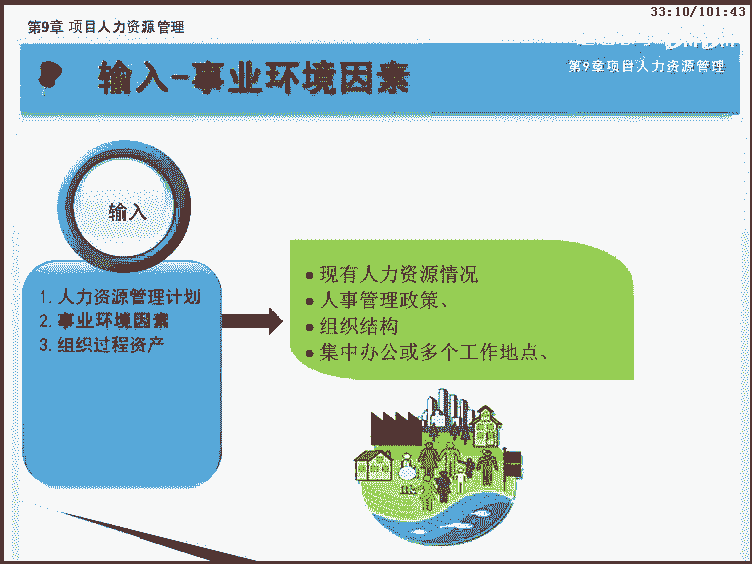 33:10/101:43
第9章 项目人力资源管理
输入-事业环境因素
第9章项目人力资源管理
输入
1. 人力资源管理计划
2. 事业环境因素
3. 组织过程资产
● 现有人力资源情况
● 人事管理政策、
● 组织结构
● 集中办公或多个工作地点、